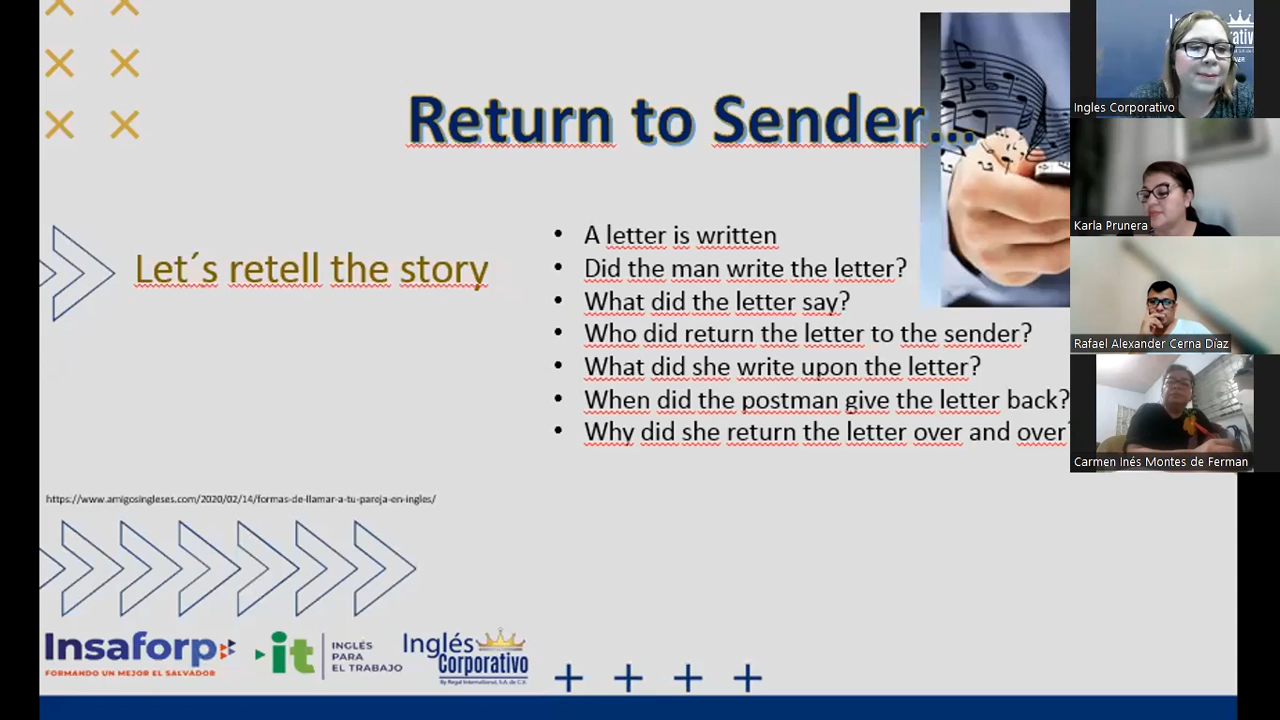 Return to Sender...
Let´s retell the story
• A letter is written
• Did the man write the letter?
• What did the letter say?
• Who did return the letter to the sender?
• What did she write upon the letter?
• When did the postman give the letter back?
• Why did she return the letter over and over
https://www.amigosingleses.com/2020/02/14/formas-de-llamar-a-tu-pareja-en-ingles/
Insaforp
FORMANDO UN MEJOR EL SALVADOR
it
INGLÉS
PARA
EL TRABAJO
Inglés
Corporativo
By Regal International, S.A. de C.V.
Ingles Corporativo
Karla Prunera
Rafael Alexander Cerna Díaz
Carmen Inés Montes de Ferman